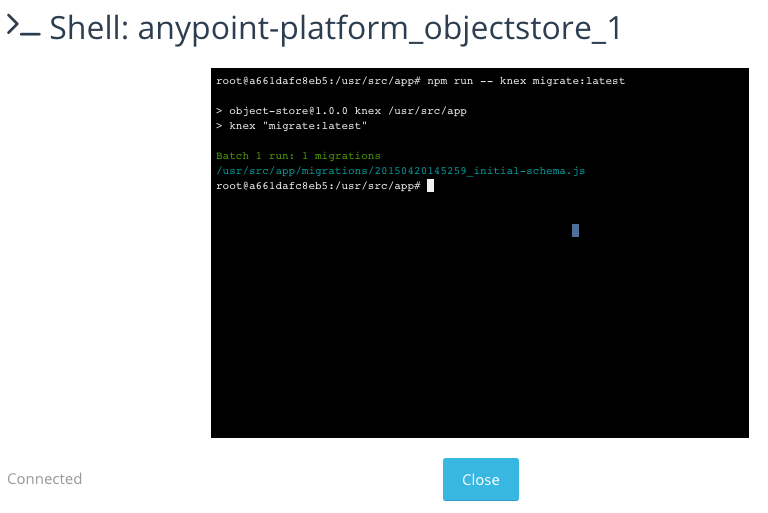 >_ Shell: anypoint-platform_objectstore_1
root@a661dafc8eb5:/usr/src/app# npm run -- knex migrate:latest
> object-store@1.0.0 knex /usr/src/app
> knex "migrate:latest"
Batch 1 run: 1 migrations
/usr/src/app/migrations/20150420145259_initial-schema.js
root@a661dafc8eb5:/usr/src/app#
Connected
Close